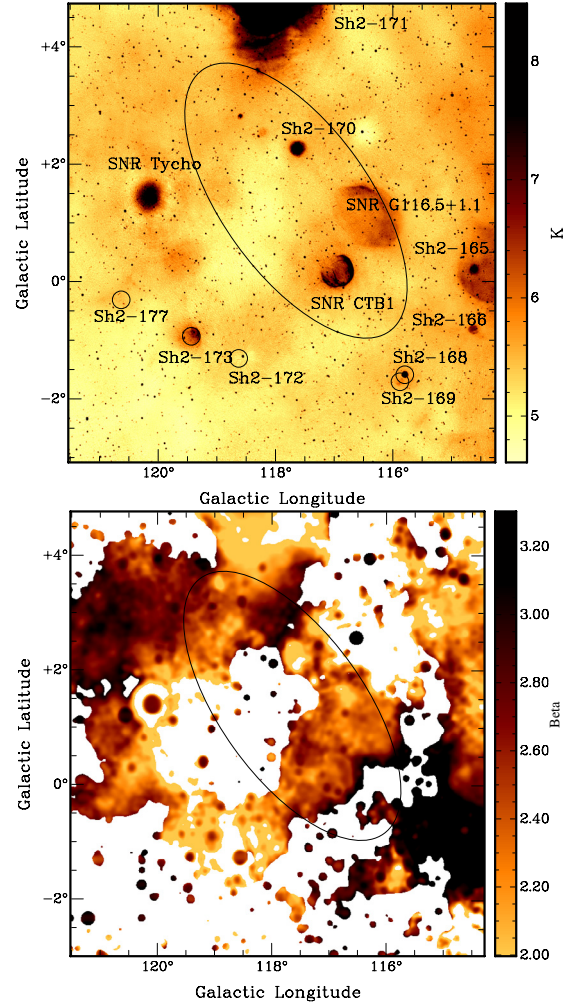 +4°
Sh2-171
8
Sh2-170
+2°
SNR Tycho
7
SNR G116.5+1.1
Galactic Latitude
K
Sh2-165
0°
6
SNR CTB1
Sh2-177
Sh2-166
Sh2-173
Sh2-168
Sh2-172
−2°
Sh2-169
5
120°
118°
116°
Galactic Longitude
3.20
+4°
3.00
2.80
+2°
Galactic Latitude
Beta
2.60
0°
2.40
2.20
−2°
2.00
120°
118°
116°
Galactic Longitude